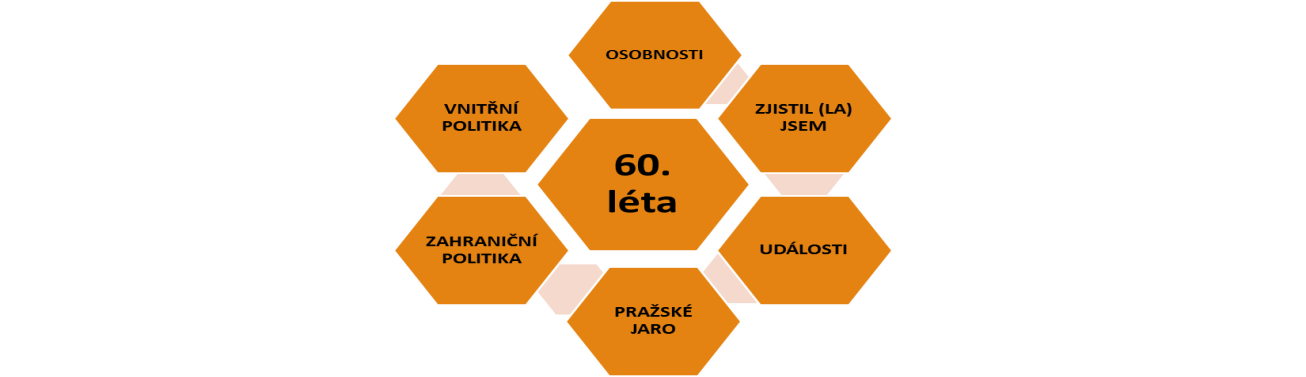 OSOBNOSTI
VNITŘNÍ
POLITIKA
ZJISTIL (LA)
JSEM
60.
léta
ZAHRANIČNÍ
POLITIKA
UDÁLOSTI
PRAŽSKÉ
JARO